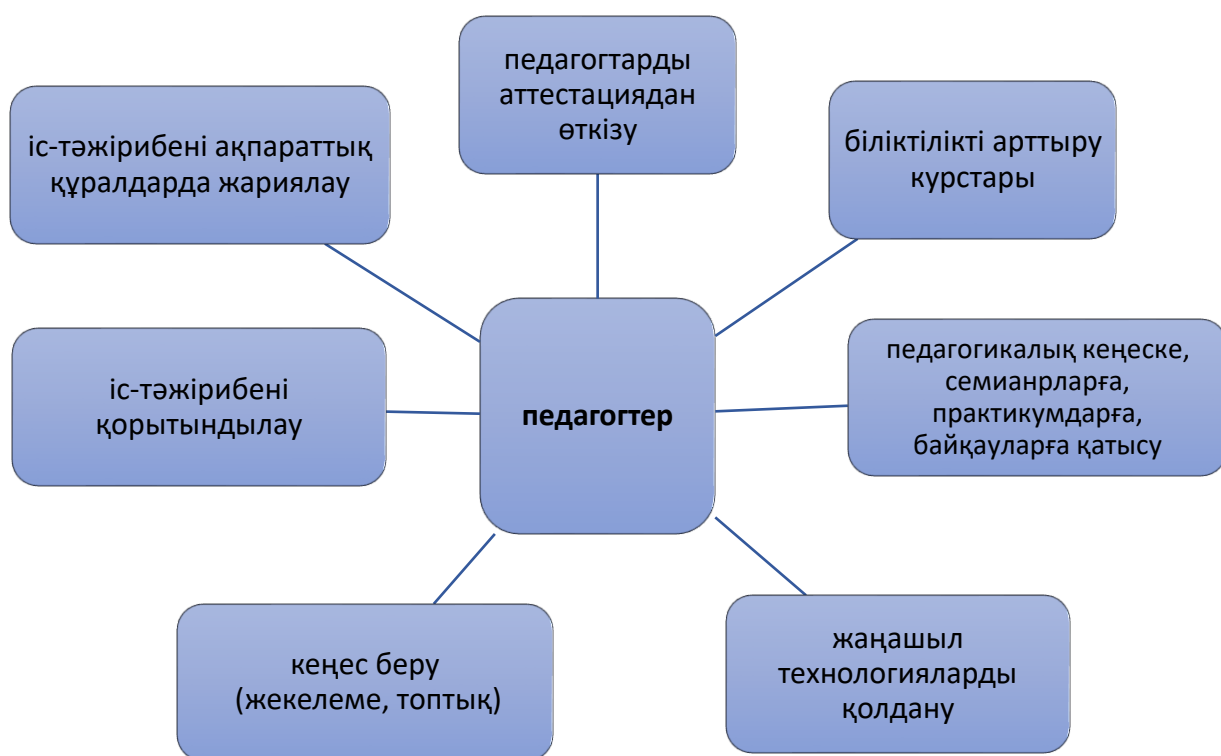 педагогтарды
аттестациядан
өткізу
іс-тәжірибені ақпараттық
құралдарда жариялау
біліктілікті арттыру
курстары
іс-тәжірибені
қорытындылау
педагогтер
педагогикалық кеңеске,
семианрларға,
практикумдарға,
байқауларға қатысу
кеңес беру
(жекелеме, топтық)
жаңашыл
технологияларды
қолдану